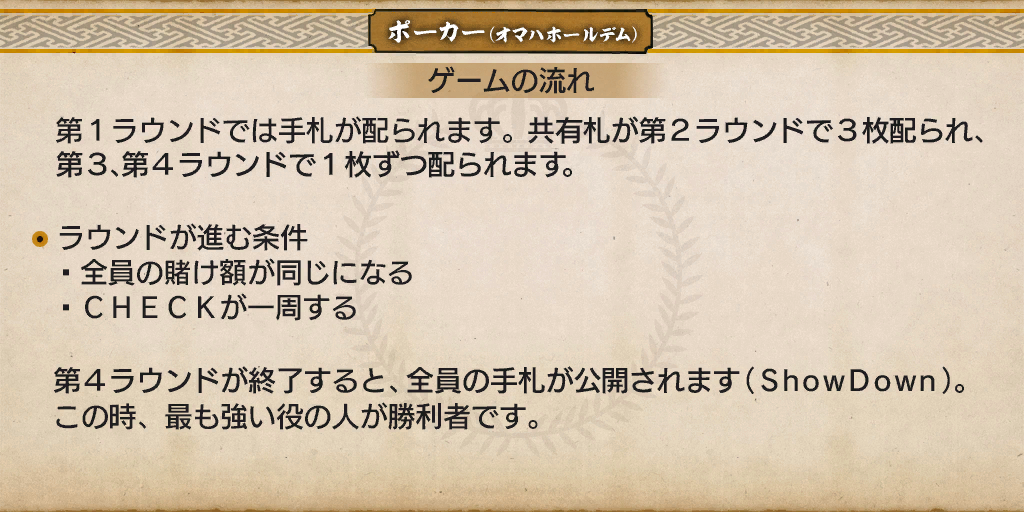 ポーカー(オマハホールデム)
ゲームの流れ
第1ラウンドでは手札が配られます。共有札が第2ラウンドで3枚配られ、
第3、第4ラウンドで1枚ずつ配られます。
ラウンドが進む条件
・全員の賭け額が同じになる
・CHECKが一周する
第4ラウンドが終了すると、全員の手札が公開されます(ShowDown)。
この時、最も強い役の人が勝利者です。